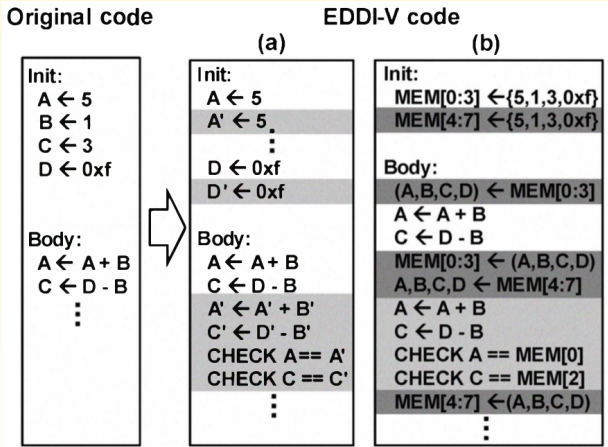 Original code
EDDI-V code
(a)
(b)
Init:
A ← 5
B ← 1
C ← 3
D ← 0xf
Body:
A ← A + B
C ← D - B
Init:
A ← 5
A' ← 5
D ← 0xf
D' ← 0xf
Body:
A ← A + B
C ← D - B
A' ← A' + B'
C' ← D' - B'
CHECK A== A'
CHECK C == C'
Init:
MEM[0:3] ←{5,1,3,0xf}
MEM[4:7] ←{5,1,3,0xf}
Body:
(A,B,C,D) ← MEM[0:3]
A ← A + B
C ← D - B
MEM[0:3] ← (A,B,C,D)
A,B,C,D ← MEM[4:7]
A ← A + B
C ← D - B
CHECK A == MEM[0]
CHECK C == MEM[2]
MEM[4:7] ←(A,B,C,D)